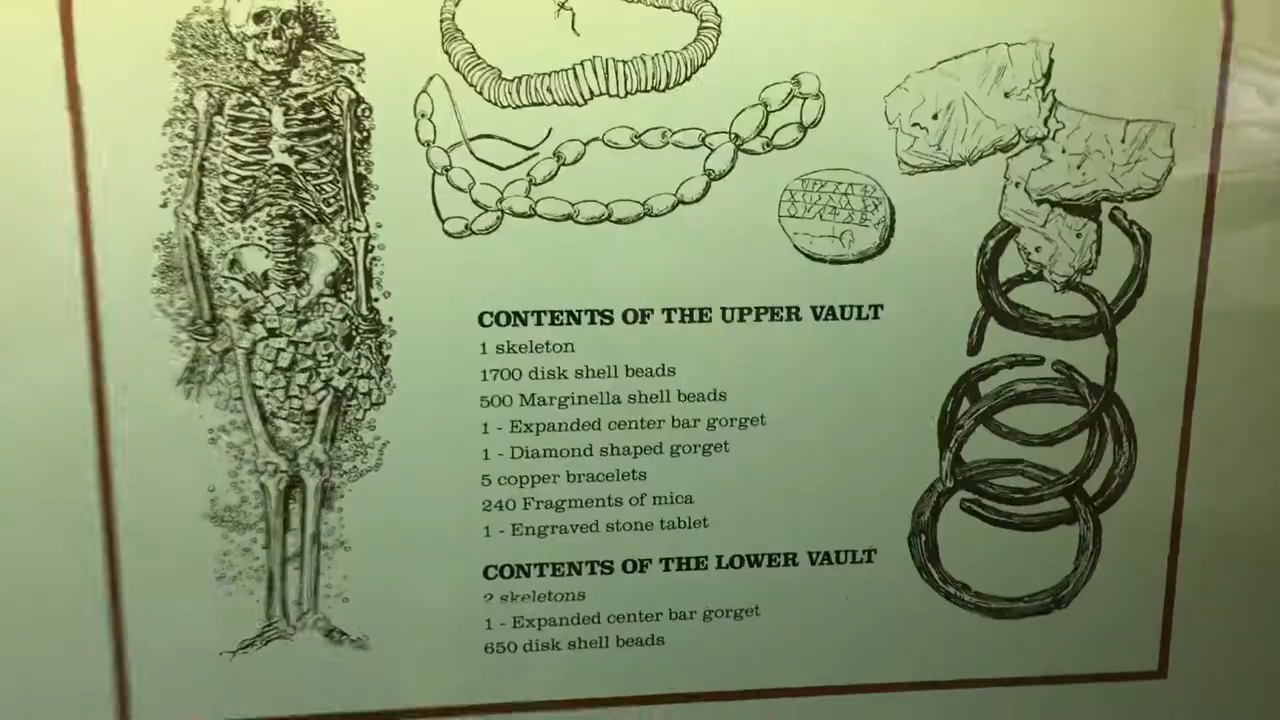 CONTENTS OF THE UPPER VAULT
1 skeleton
1700 disk shell beads
500 Marginella shell beads
1 - Expanded center bar gorget
1 - Diamond shaped gorget
5 copper bracelets
240 Fragments of mica
1 - Engraved stone tablet
CONTENTS OF THE LOWER VAULT
2 skeletons
1 - Expanded center bar gorget
650 disk shell beads